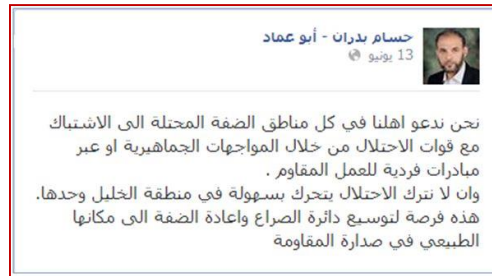 حسام بدران - أبو عماد
13 يونيو
نحن ندعو اهلنا في كل مناطق الضفة المحتلة الى الاشتباك
مع قوات الاحتلال من خلال المواجهات الجماهيرية او عبر
مبادرات فردية للعمل المقاوم .
وان لا نترك الاحتلال يتحرك بسهولة في منطقة الخليل وحدها.
هذه فرصة لتوسيع دائرة الصراع واعادة الضفة الى مكانها
الطبيعي في صدارة المقاومة